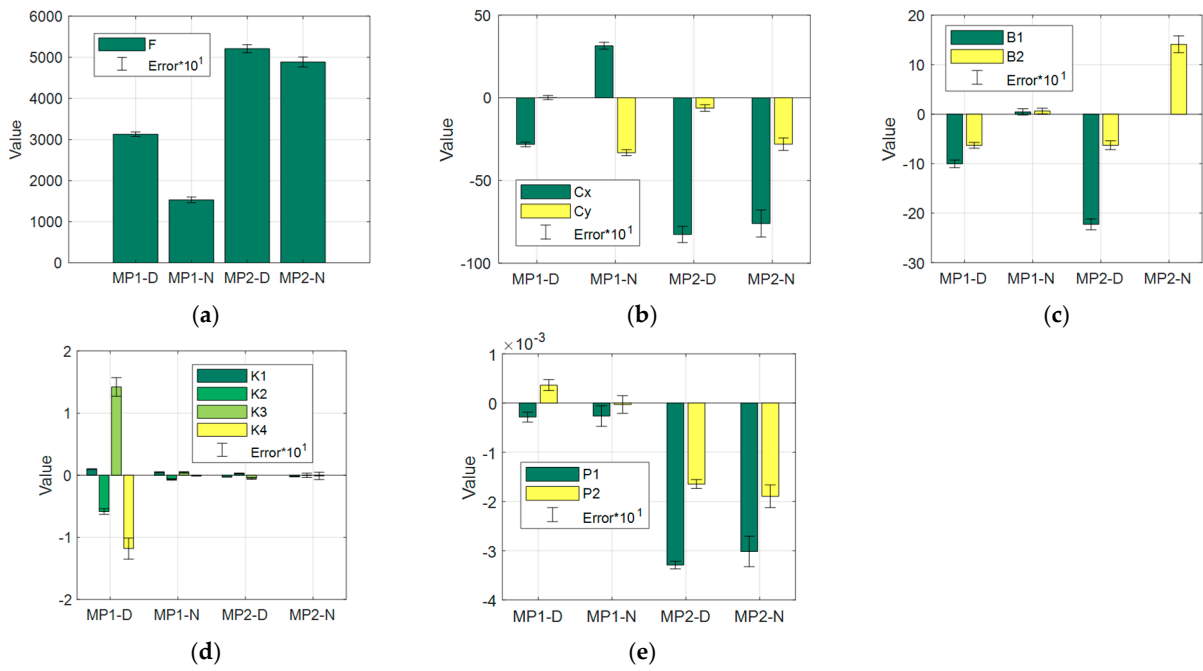 6000
5000
4000
3000
2000
1000
0
Value
F
Error*10^1
MP1-D MP1-N MP2-D MP2-N
(a)
50
0
-50
-100
Value
Cx
Cy
Error*10^1
MP1-D MP1-N MP2-D MP2-N
(b)
20
10
0
-10
-20
-30
Value
B1
B2
Error*10^1
MP1-D MP1-N MP2-D MP2-N
(c)
2
1
0
-1
-2
Value
K1
K2
K3
K4
Error*10^1
MP1-D MP1-N MP2-D MP2-N
(d)
×10^-3
1
0
-1
-2
-3
-4
Value
P1
P2
Error*10^1
MP1-D MP1-N MP2-D MP2-N
(e)